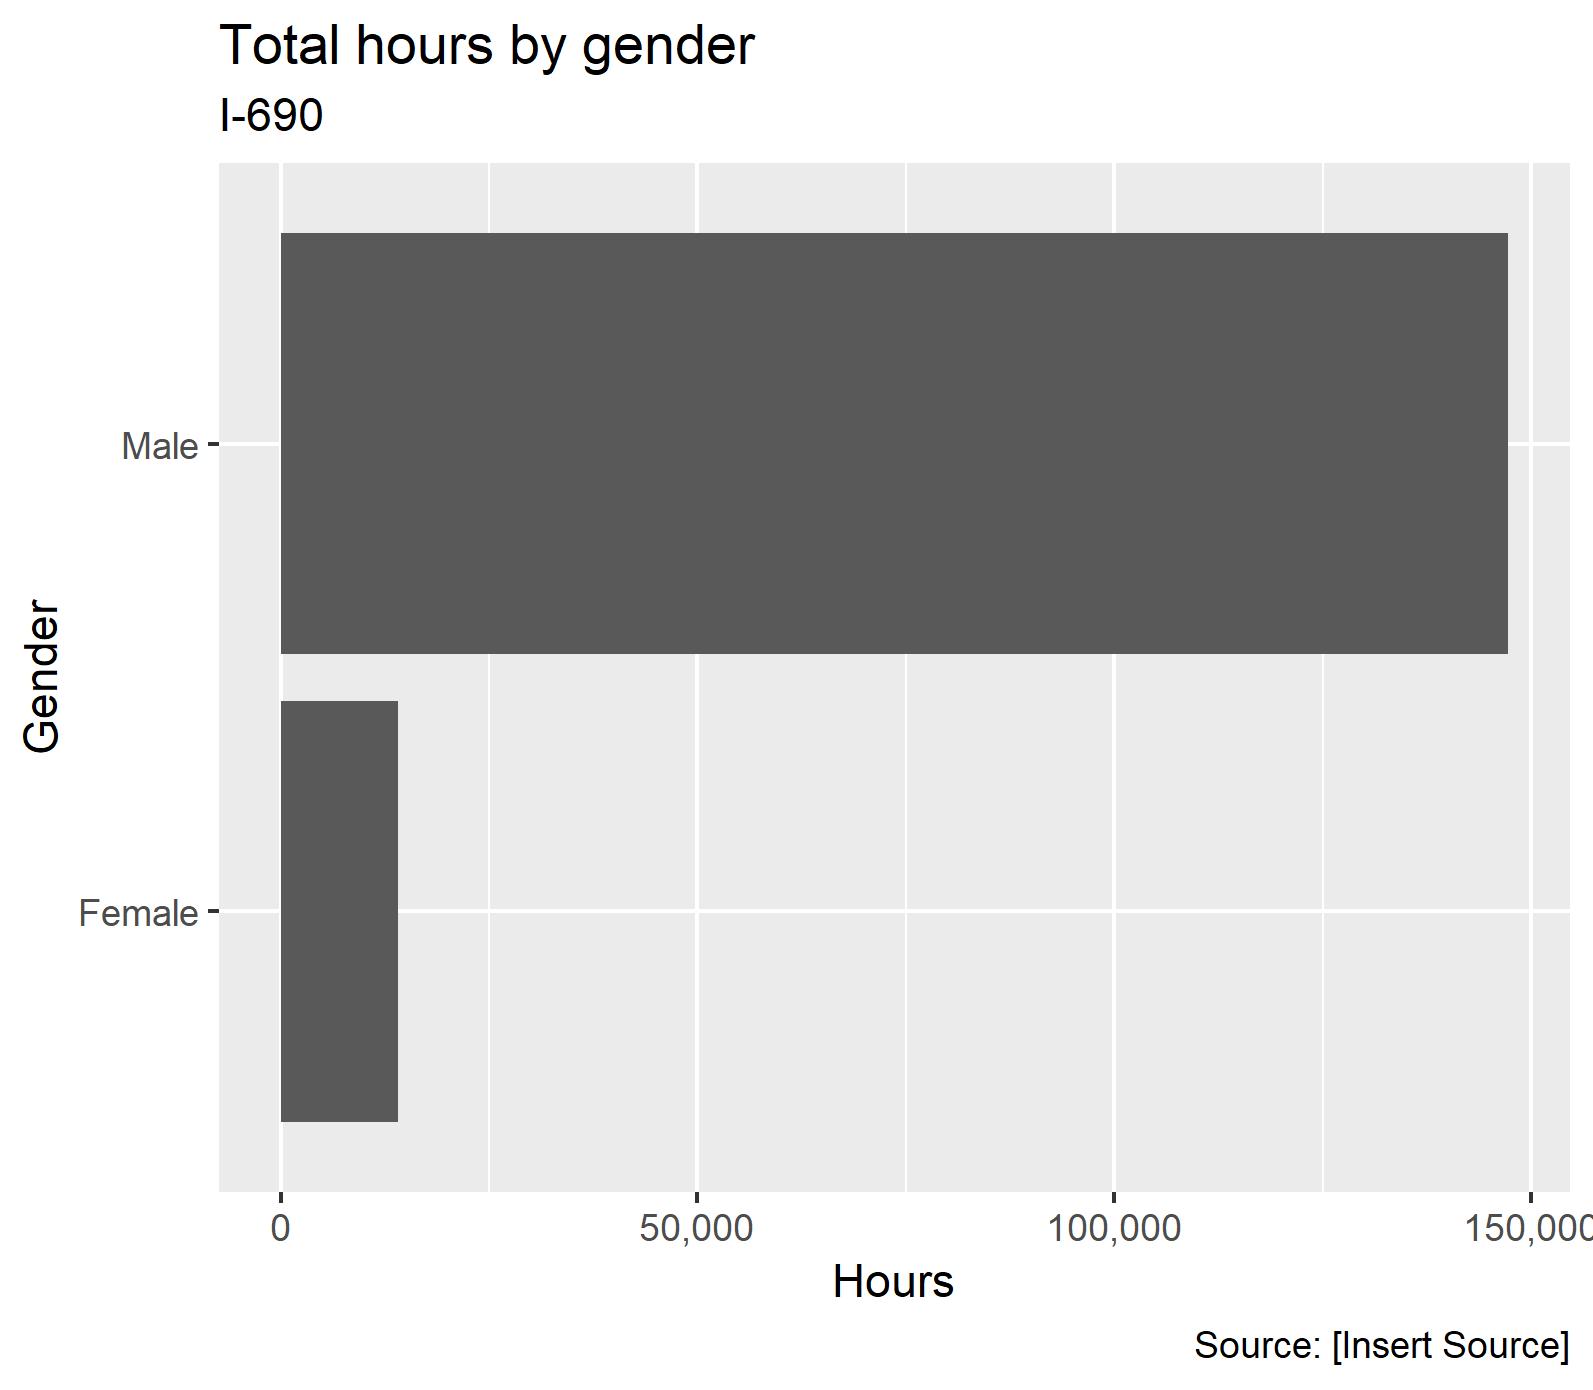 Total hours by gender
I-690
Gender
Male
Female
0 50,000 100,000 150,000
Hours
Source: [Insert Source]